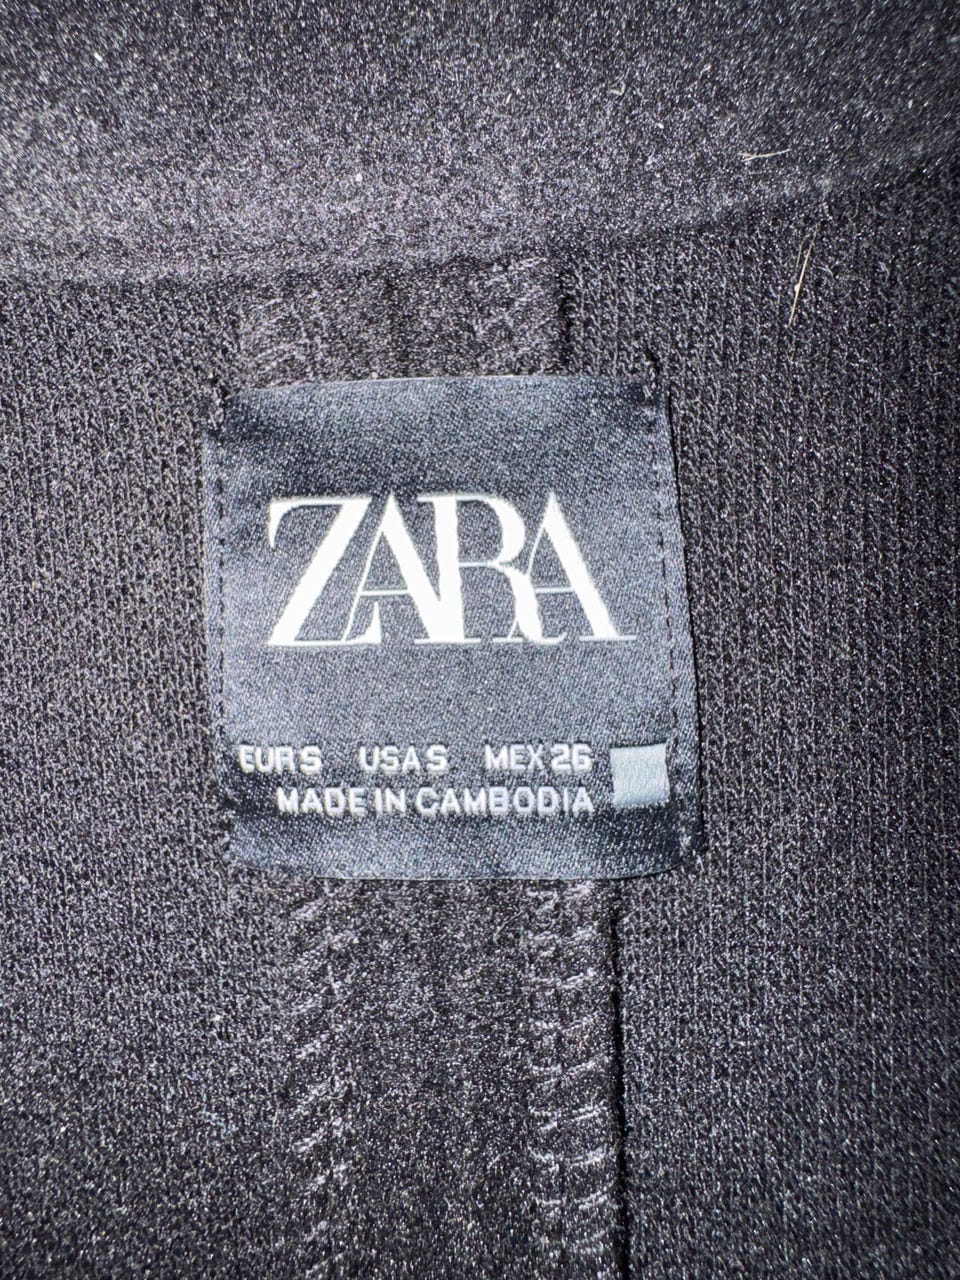 ZARA
EUR S USA S MEX 26
MADE IN CAMBODIA